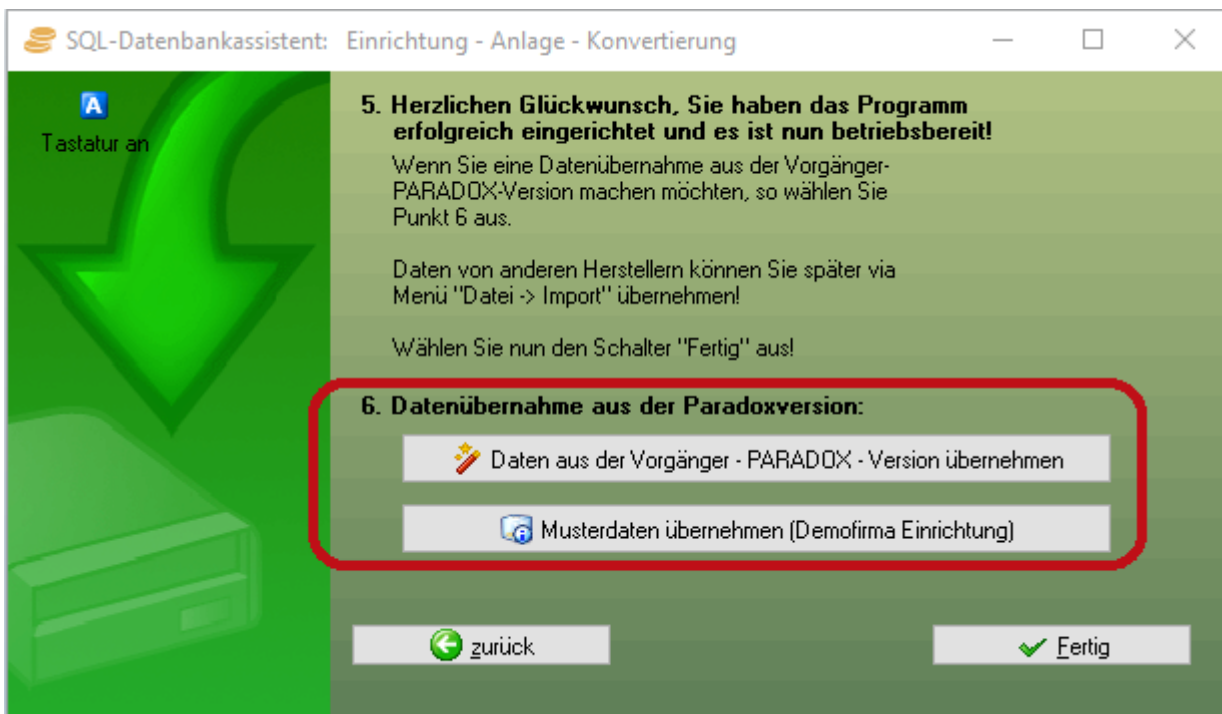 SQL-Datenbankassistent: Einrichtung - Anlage - Konvertierung
A
Tastatur an
5. Herzlichen Glückwunsch, Sie haben das Programm
erfolgreich eingerichtet und es ist nun betriebsbereit!
Wenn Sie eine Datenübernahme aus der Vorgänger-
PARADOX-Version machen möchten, so wählen Sie
Punkt 6 aus.
Daten von anderen Herstellern können Sie später via
Menü "Datei -> Import" übernehmen!
Wählen Sie nun den Schalter "Fertig" aus!
6. Datenübernahme aus der Paradoxversion:
Daten aus der Vorgänger - PARADOX - Version übernehmen
Musterdaten übernehmen (Demofirma Einrichtung)
zurück
Fertig